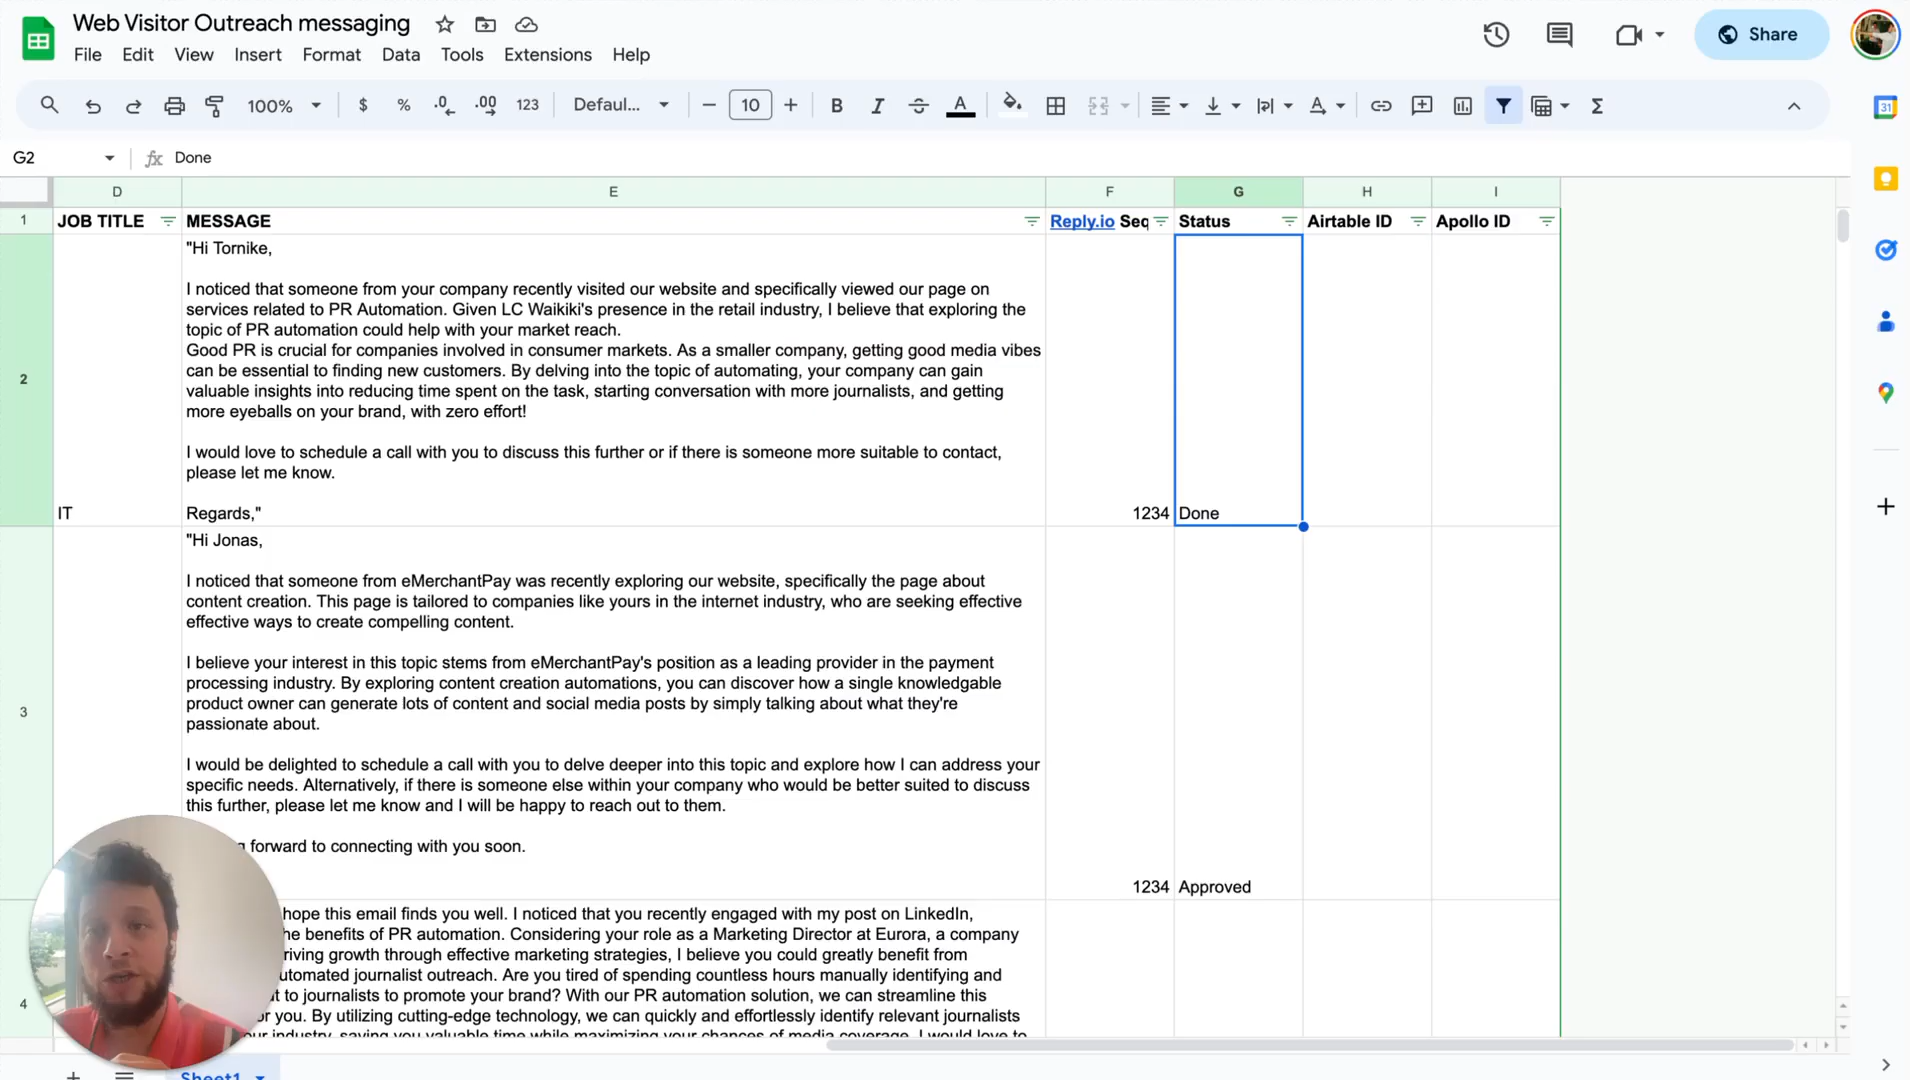 Web Visitor Outreach messaging
File Edit View Insert Format Data Tools Extensions Help
Share
100% $ % .0 .00 123 Defaul... 10 B I A
31
G2 Done
D E F G H I
1 JOB TITLE MESSAGE Reply.io Seq Status Airtable ID Apollo ID
"Hi Tornike,
I noticed that someone from your company recently visited our website and specifically viewed our page on
services related to PR Automation. Given LC Waikiki's presence in the retail industry, I believe that exploring the
topic of PR automation could help with your market reach.
Good PR is crucial for companies involved in consumer markets. As a smaller company, getting good media vibes
can be essential to finding new customers. By delving into the topic of automating, your company can gain
2
valuable insights into reducing time spent on the task, starting conversation with more journalists, and getting
more eyeballs on your brand, with zero effort!
I would love to schedule a call with you to discuss this further or if there is someone more suitable to contact,
please let me know.
IT Regards," 1234 Done
"Hi Jonas,
I noticed that someone from eMerchantPay was recently exploring our website, specifically the page about
content creation. This page is tailored to companies like yours in the internet industry, who are seeking effective
effective ways to create compelling content.
I believe your interest in this topic stems from eMerchantPay's position as a leading provider in the payment
processing industry. By exploring content creation automations, you can discover how a single knowledgable
product owner can generate lots of content and social media posts by simply talking about what they're
3
passionate about.
I would be delighted to schedule a call with you to delve deeper into this topic and explore how I can address your
specific needs. Alternatively, if there is someone else within your company who would be better suited to discuss
this further, please let me know and I will be happy to reach out to them.
forward to connecting with you soon.
1234 Approved
hope this email finds you well. I noticed that you recently engaged with my post on LinkedIn,
he benefits of PR automation. Considering your role as a Marketing Director at Eurora, a company
riving growth through effective marketing strategies, I believe you could greatly benefit from
utomated journalist outreach. Are you tired of spending countless hours manually identifying and
4 t to journalists to promote your brand? With our PR automation solution, we can streamline this
or you. By utilizing cutting-edge technology, we can quickly and effortlessly identify relevant journalists
ur industry, saving you valuable time while maximizing your chances of media coverage. I would love to
Sheet1